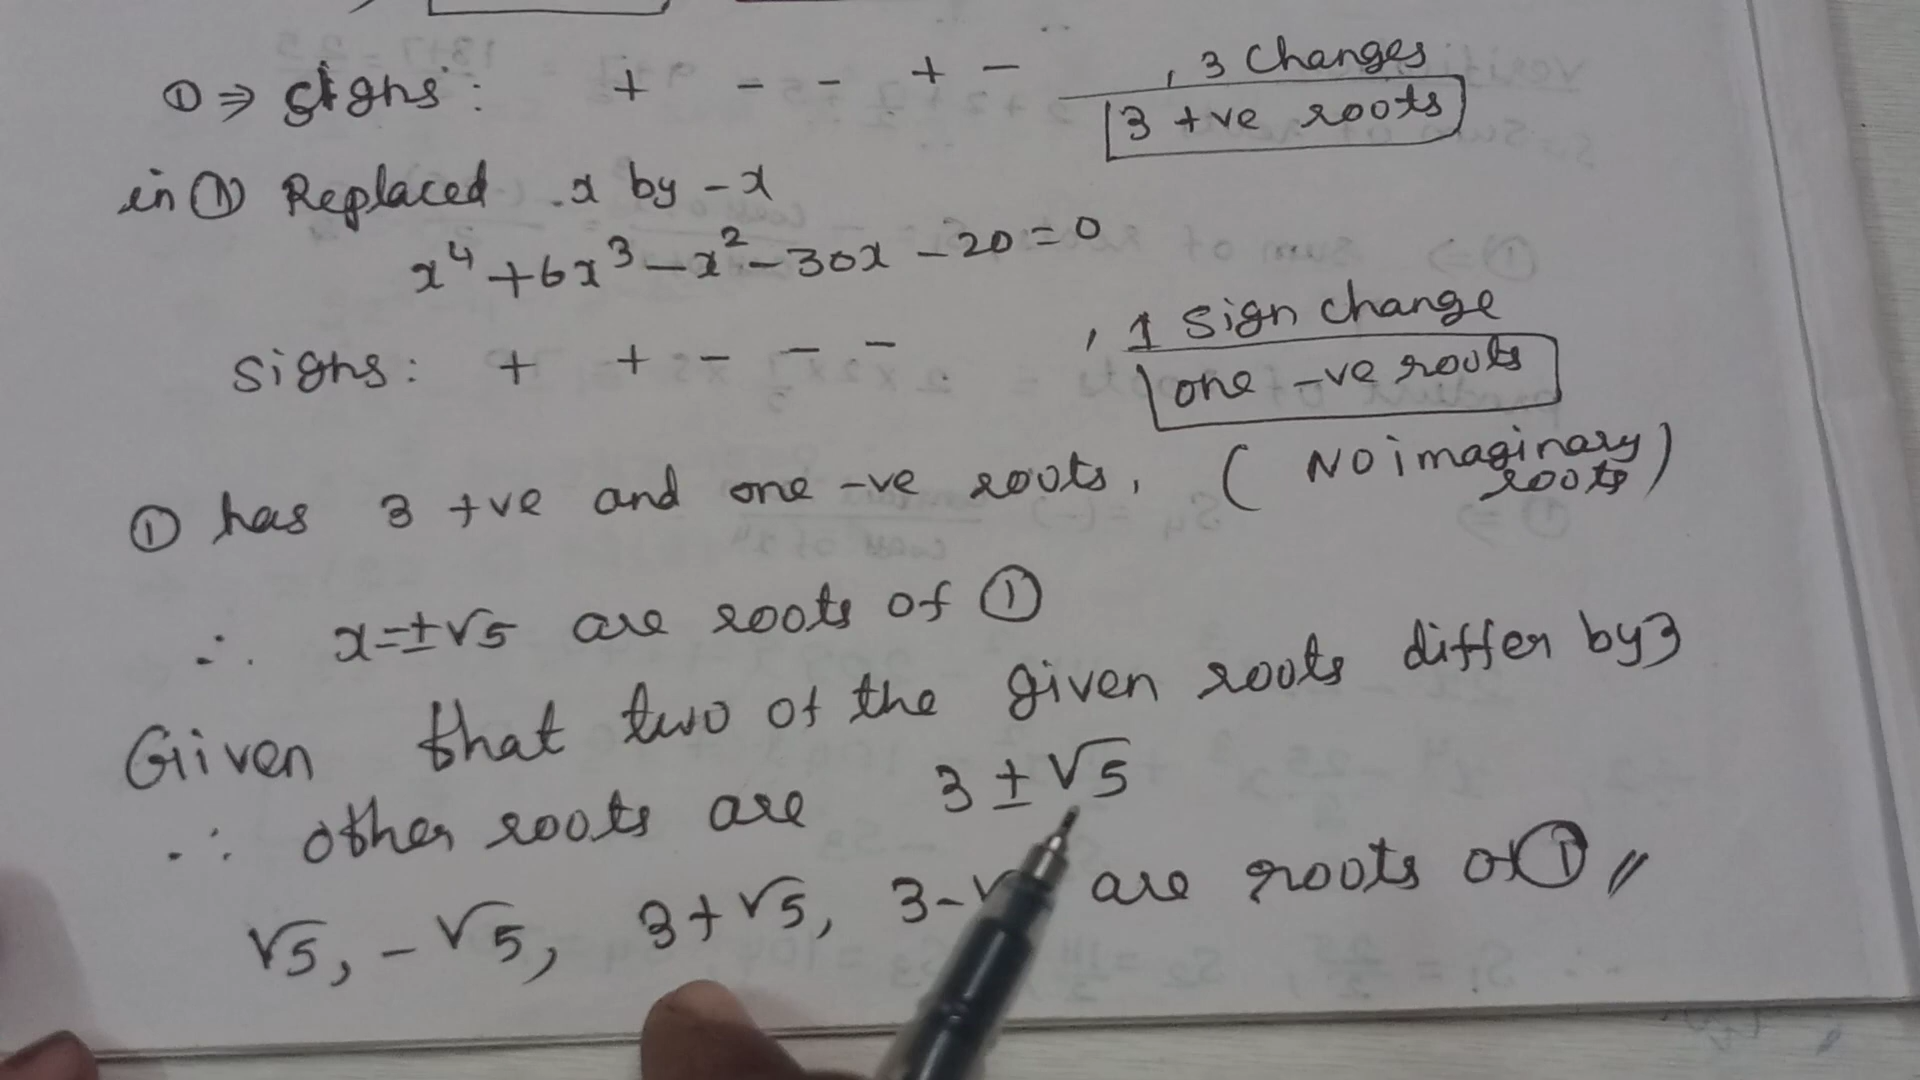 ① ⇒ signs: + - - + - , 3 changes
3 +ve roots
in ① Replaced x by -x
x⁴+6x³-x²-30x-20=0
signs: + + - - - , 1 sign change
one -ve roots
① has 3 +ve and one -ve roots, (No imaginary roots)
∴ x=±√5 are roots of ①
Given that two of the given roots differ by 3
∴ other roots are 3±√5
√5, -√5, 3+√5, 3-√ are roots of ① //